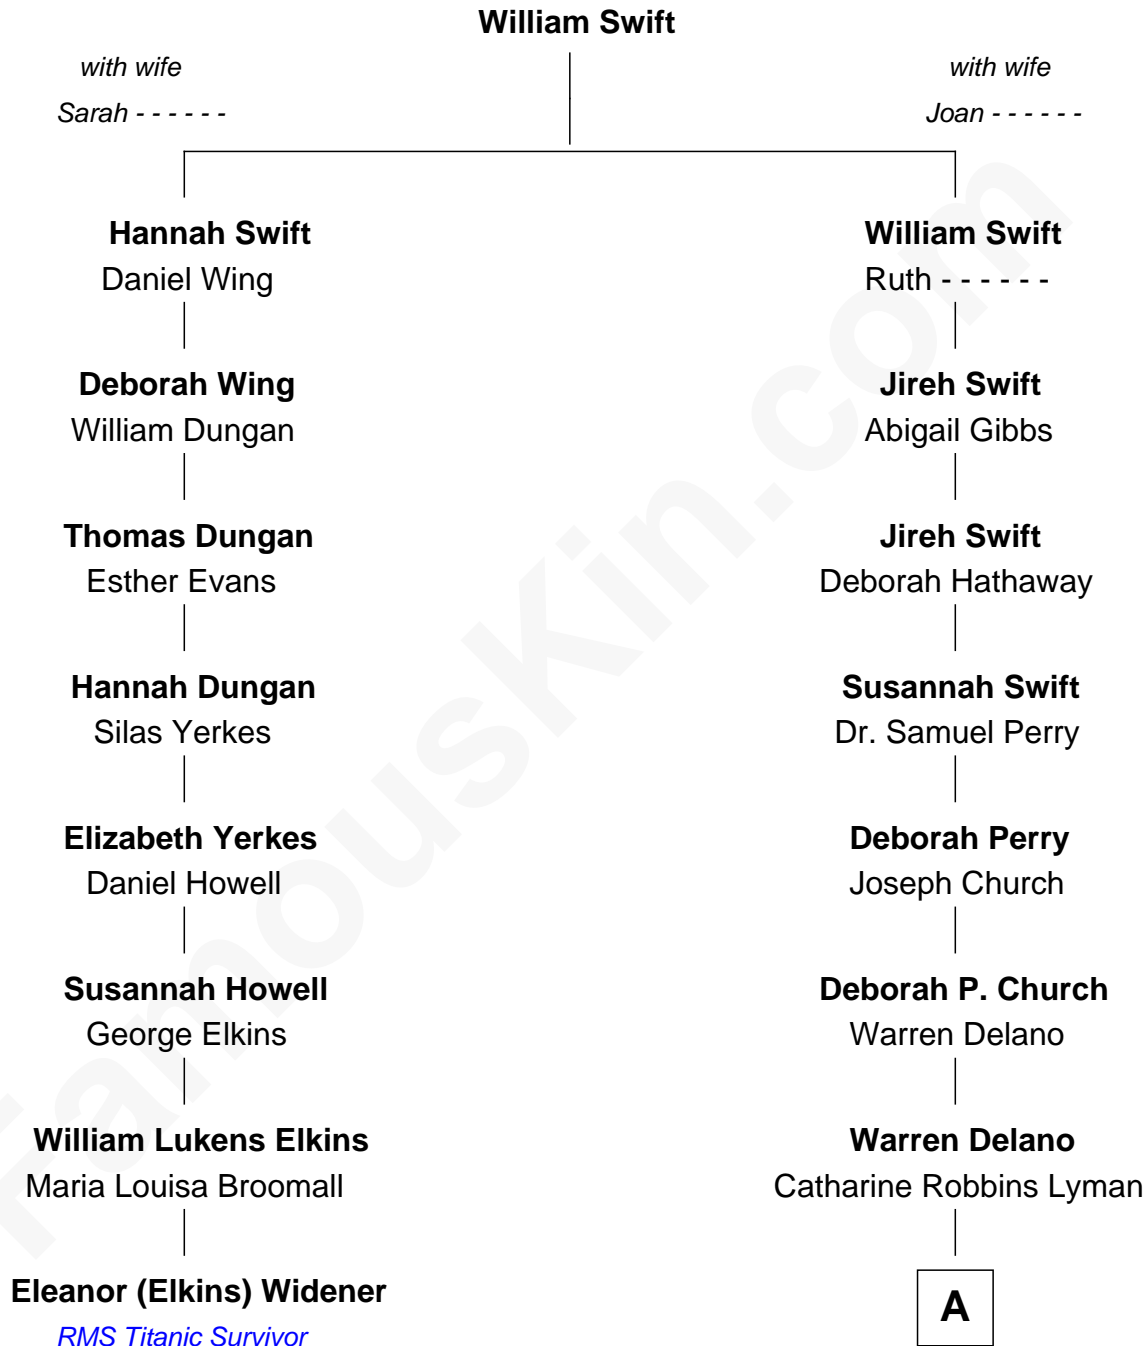 William Swift
with wife
Sarah - - - - - -
with wife
Joan - - - - - -
Hannah Swift
Daniel Wing
William Swift
Ruth - - - - - -
Deborah Wing
William Dungan
Jireh Swift
Abigail Gibbs
Thomas Dungan
Esther Evans
Jireh Swift
Deborah Hathaway
Hannah Dungan
Silas Yerkes
Susannah Swift
Dr. Samuel Perry
Elizabeth Yerkes
Daniel Howell
Deborah Perry
Joseph Church
Susannah Howell
George Elkins
Deborah P. Church
Warren Delano
William Lukens Elkins
Maria Louisa Broomall
Warren Delano
Catharine Robbins Lyman
Eleanor (Elkins) Widener
RMS Titanic Survivor
A
FamousKin.com